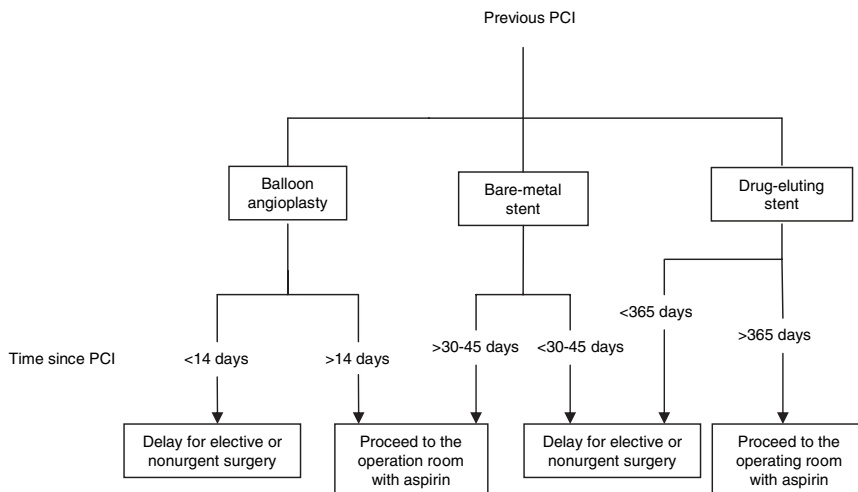 Previous PCI
Balloon
angioplasty
Bare-metal
stent
Drug-eluting
stent
Time since PCI
<14 days
>14 days
>30-45 days
<30-45 days
<365 days
>365 days
Delay for elective or
nonurgent surgery
Proceed to the
operation room
with aspirin
Delay for elective or
nonurgent surgery
Proceed to the
operating room
with aspirin